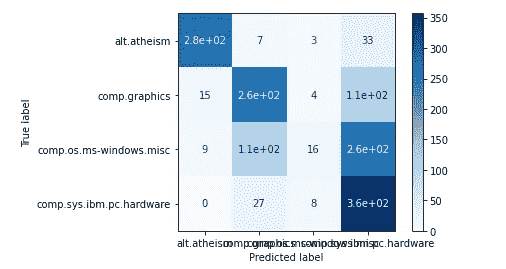 350
alt.atheism 2.8e+02 7 3 33
300
250
comp.graphics 15 2.6e+02 4 1.1e+02
200
True label
150
comp.os.ms-windows.misc 9 1.1e+02 16 2.6e+02
100
50
comp.sys.ibm.pc.hardware 0 27 8 3.6e+02
0
alt.atheism comp.graphics comp.os.ms-windows.misc comp.sys.ibm.pc.hardware
Predicted label